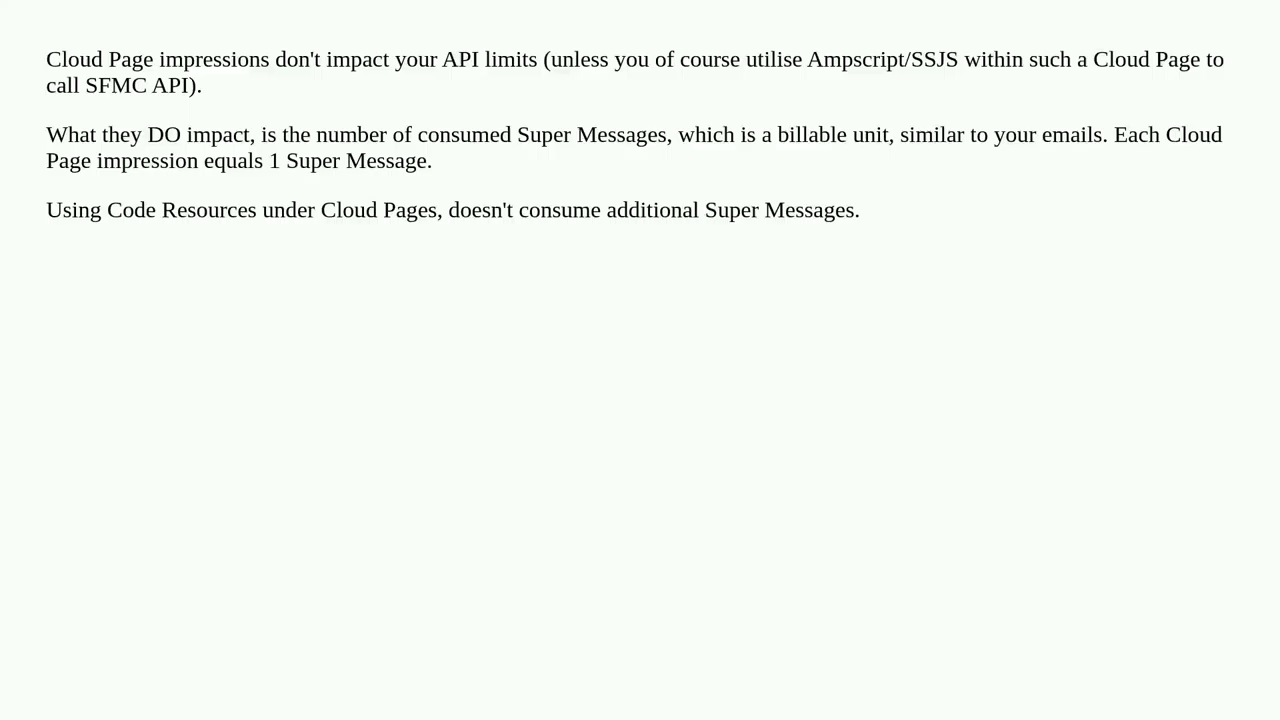 Cloud Page impressions don't impact your API limits (unless you of course utilise Ampscript/SSJS within such a Cloud Page to
call SFMC API).
What they DO impact, is the number of consumed Super Messages, which is a billable unit, similar to your emails. Each Cloud
Page impression equals 1 Super Message.
Using Code Resources under Cloud Pages, doesn't consume additional Super Messages.